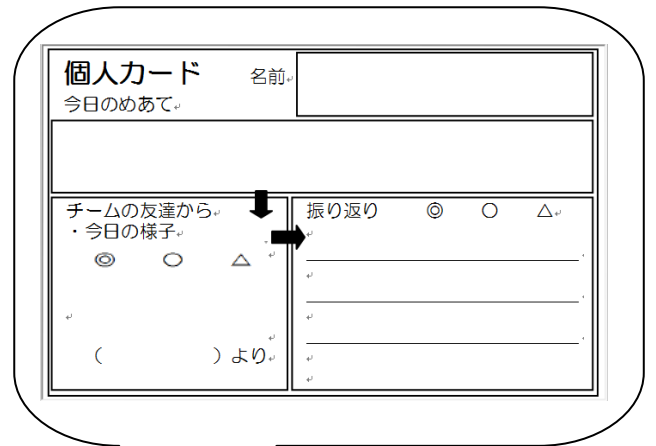 個人カード 名前
今日のめあて
チームの友達から
・今日の様子
◎ ○ △
（ ）より
振り返り ◎ ○ △